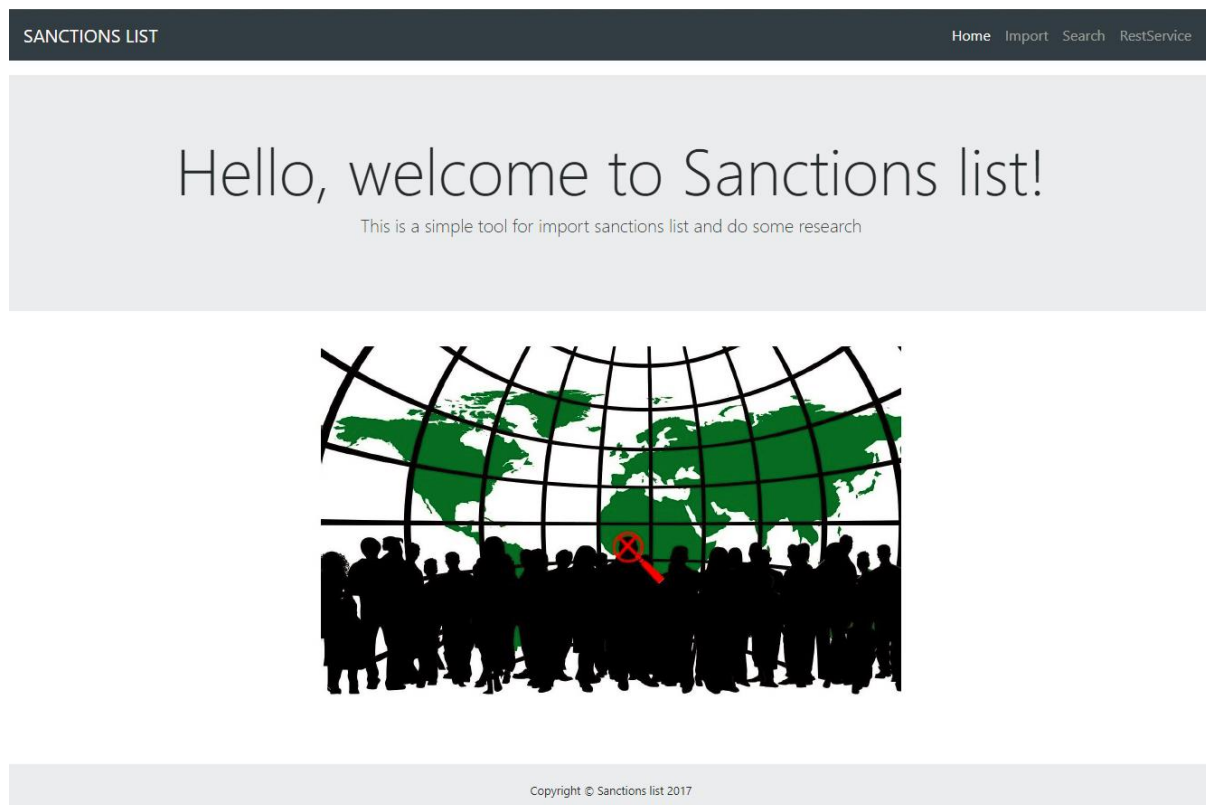 SANCTIONS LIST
Home Import Search RestService
Hello, welcome to Sanctions list!
This is a simple tool for import sanctions list and do some research
Copyright © Sanctions list 2017